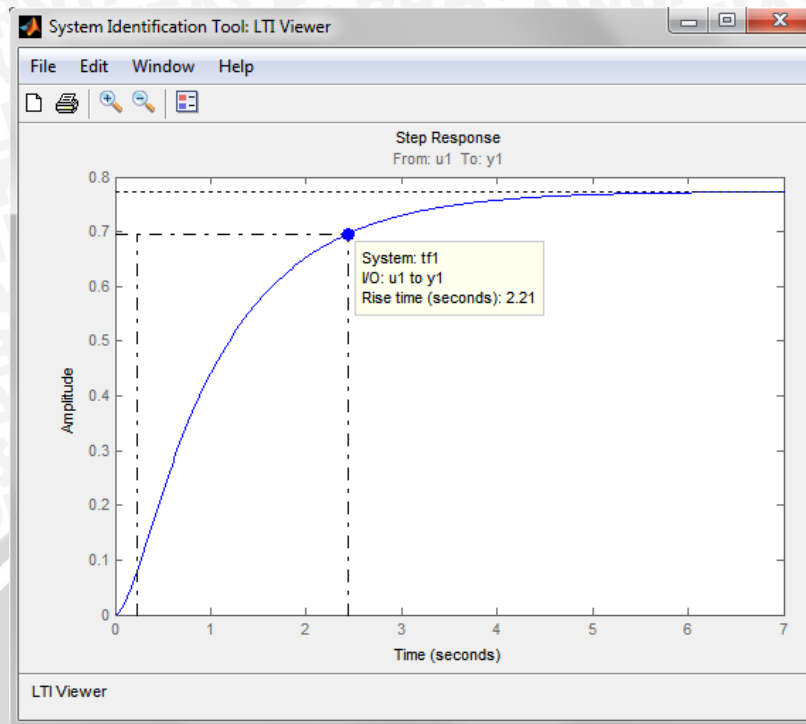 System Identification Tool: LTI Viewer
File Edit Window Help
Step Response
From: u1 To: y1
0.8
0.7
0.6
0.5
0.4
0.3
0.2
0.1
0
Amplitude
System: tf1
I/O: u1 to y1
Rise time (seconds): 2.21
0 1 2 3 4 5 6 7
Time (seconds)
LTI Viewer